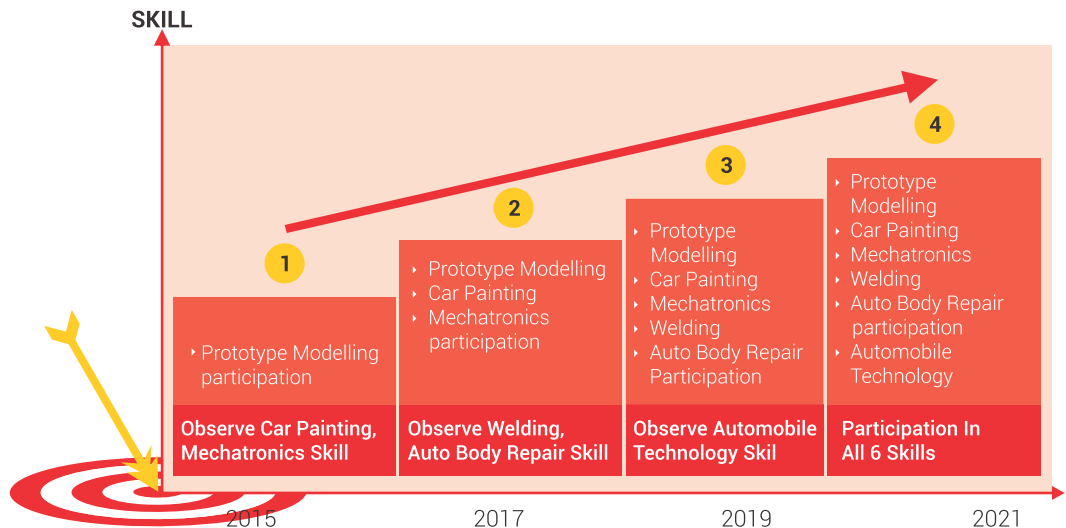 SKILL
1
Prototype Modelling
participation
Observe Car Painting,
Mechatronics Skill
2015
2
Prototype Modelling
Car Painting
Mechatronics
participation
Observe Welding,
Auto Body Repair Skill
2017
3
Prototype
Modelling
Car Painting
Mechatronics
Welding
Auto Body Repair
Participation
Observe Automobile
Technology Skil
2019
4
Prototype
Modelling
Car Painting
Mechatronics
Welding
Auto Body Repair
participation
Automobile
Technology
Participation In
All 6 Skills
2021